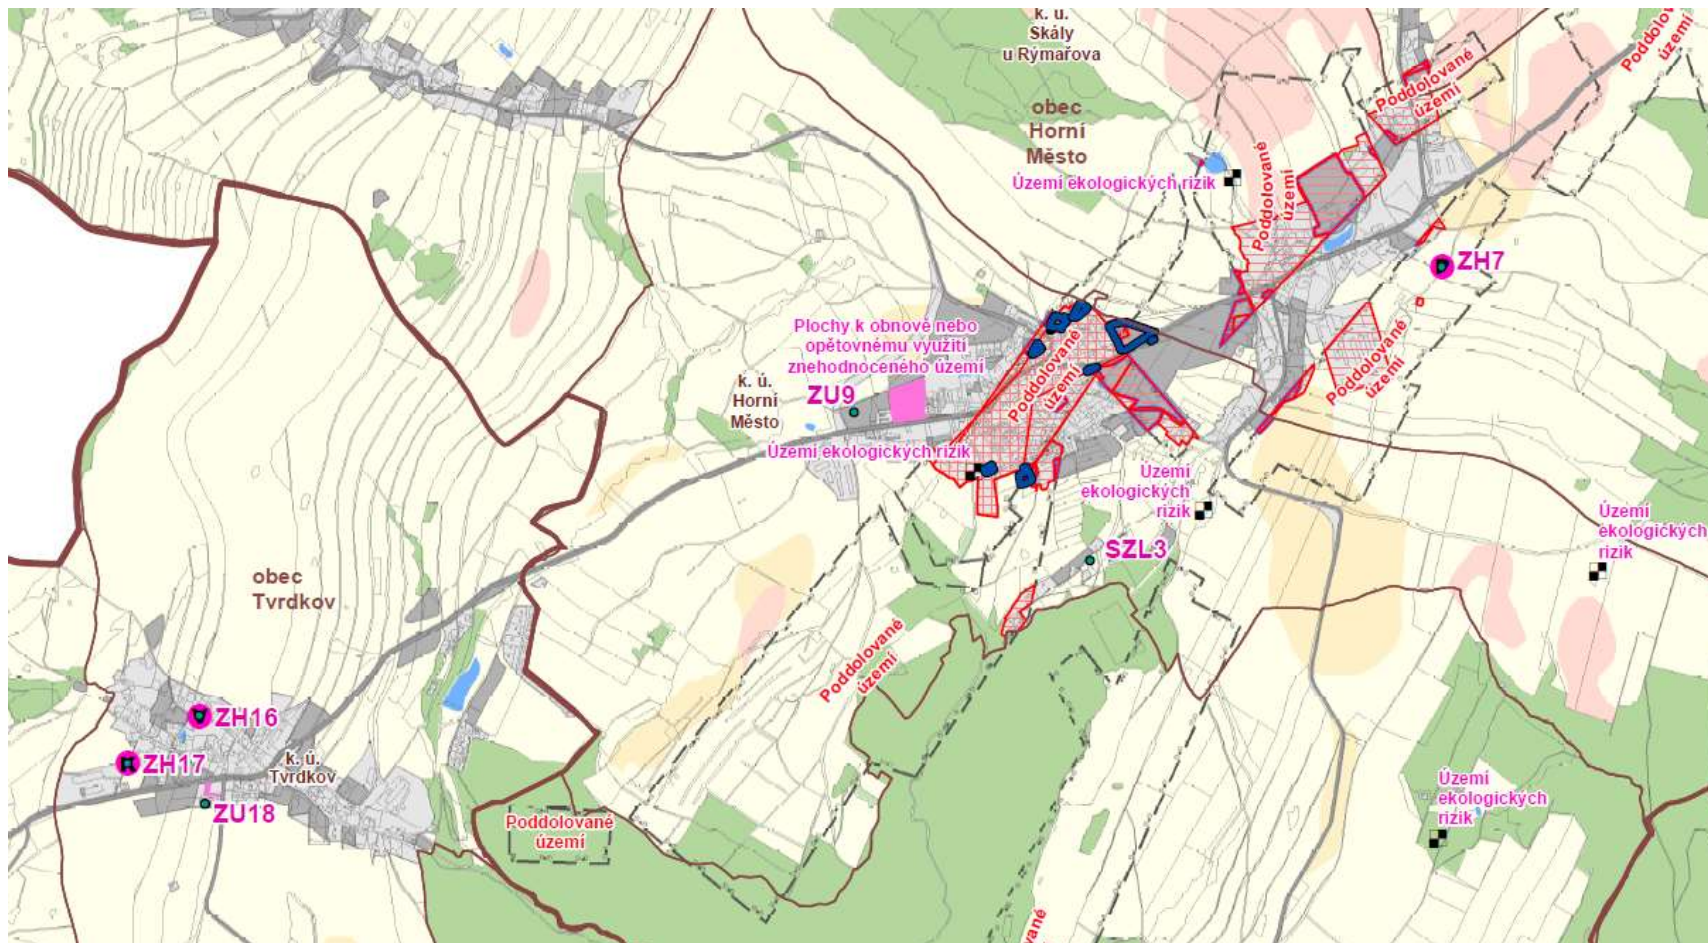 k. ú.
Skály
u Rýmařova
obec
Horní
Město
Území ekologických rizik
Poddolované
území
Poddolované
území
Poddolov
území
ZH7
Plochy k obnově nebo
opětovnému využití
znehodnoceného území
ZU9
k. ú.
Horní
Město
Poddolované
území
Poddolované
území
Území ekologických rizik
Území
ekologických
rizik
Území
ekologických
rizik
SZL3
obec
Tvrdkov
Poddolované
území
ZH16
ZH17
k. ú.
Tvrdkov
ZU18
Poddolované
území
Území
ekologických
rizik
vané